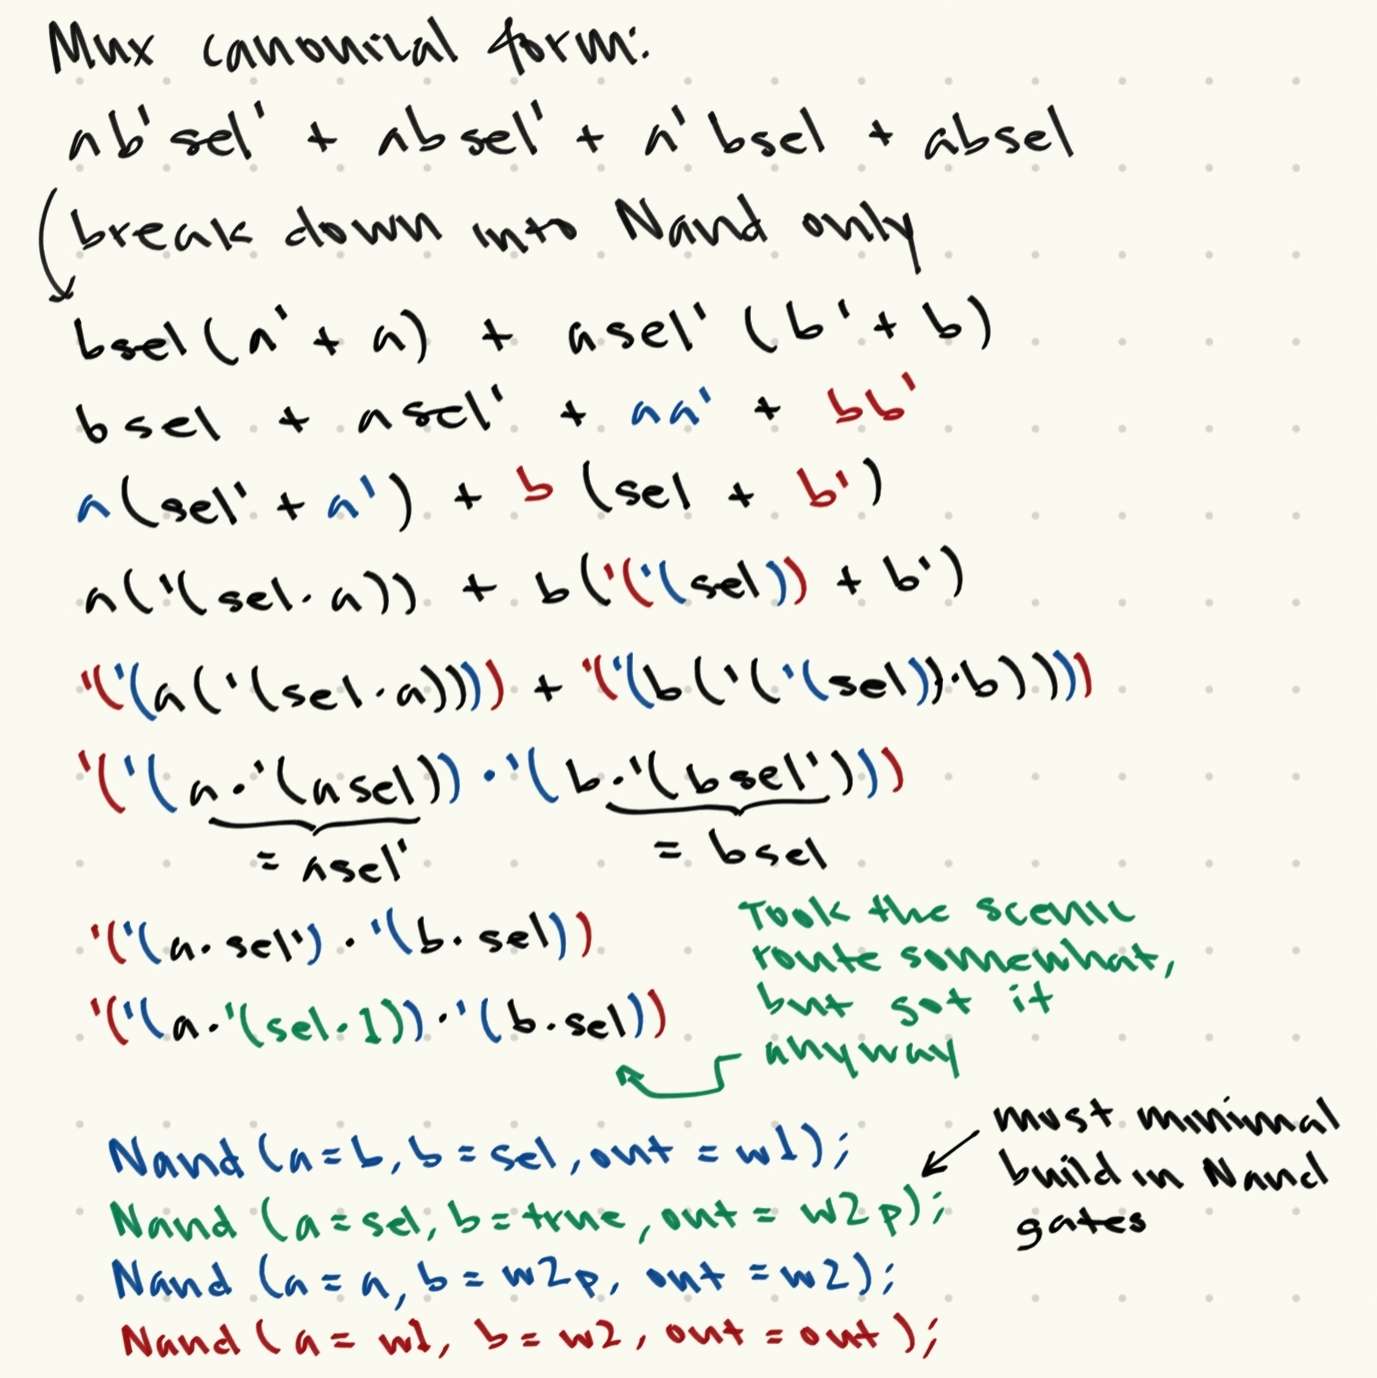 Mux canonical form:
ab'sel' + absel' + a'bsel + absel
break down into Nand only
bsel(a' + a) + asel' (b' + b)
bsel + asel' + aa' + bb'
a(sel' + a') + b (sel + b')
a('(sel·a)) + b('('(sel)) + b')
'('(a('(sel·a)))) + '('(b('('(sel))·b))))
'('(a·'(asel))·'(b·'(bsel')))
= asel'
= bsel
'('(a·sel')·'(b·sel))
'('(a·'(sel·1))·'(b·sel))
Took the scenic
route somewhat,
but got it
anyway
Nand (a=b, b=sel, out = w1);
Nand (a=sel, b=true, out = w2p);
Nand (a=a, b=w2p, out =w2);
Nand (a= w1, b=w2, out=out);
must minimal
build in Nand
gates